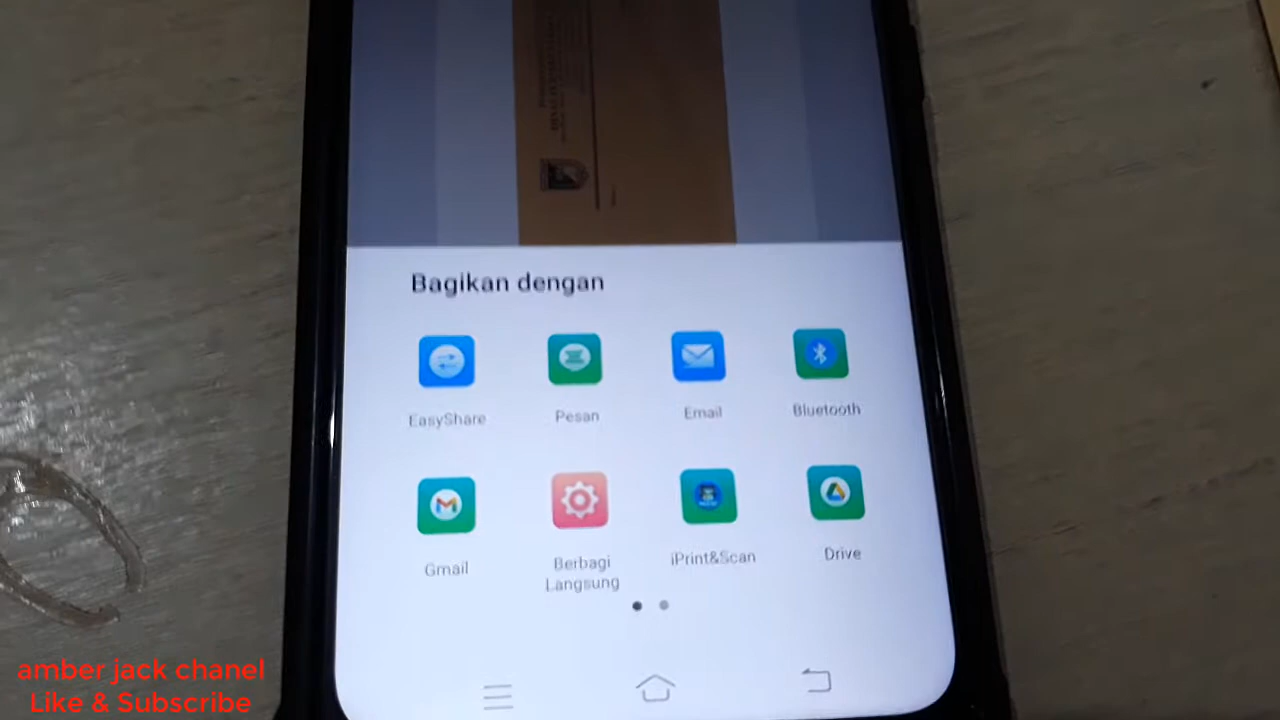 Bagikan dengan
EasyShare
Pesan
Email
Bluetooth
Gmail
Berbagi
Langsung
iPrint&Scan
Drive
amber jack chanel
Like & Subscribe